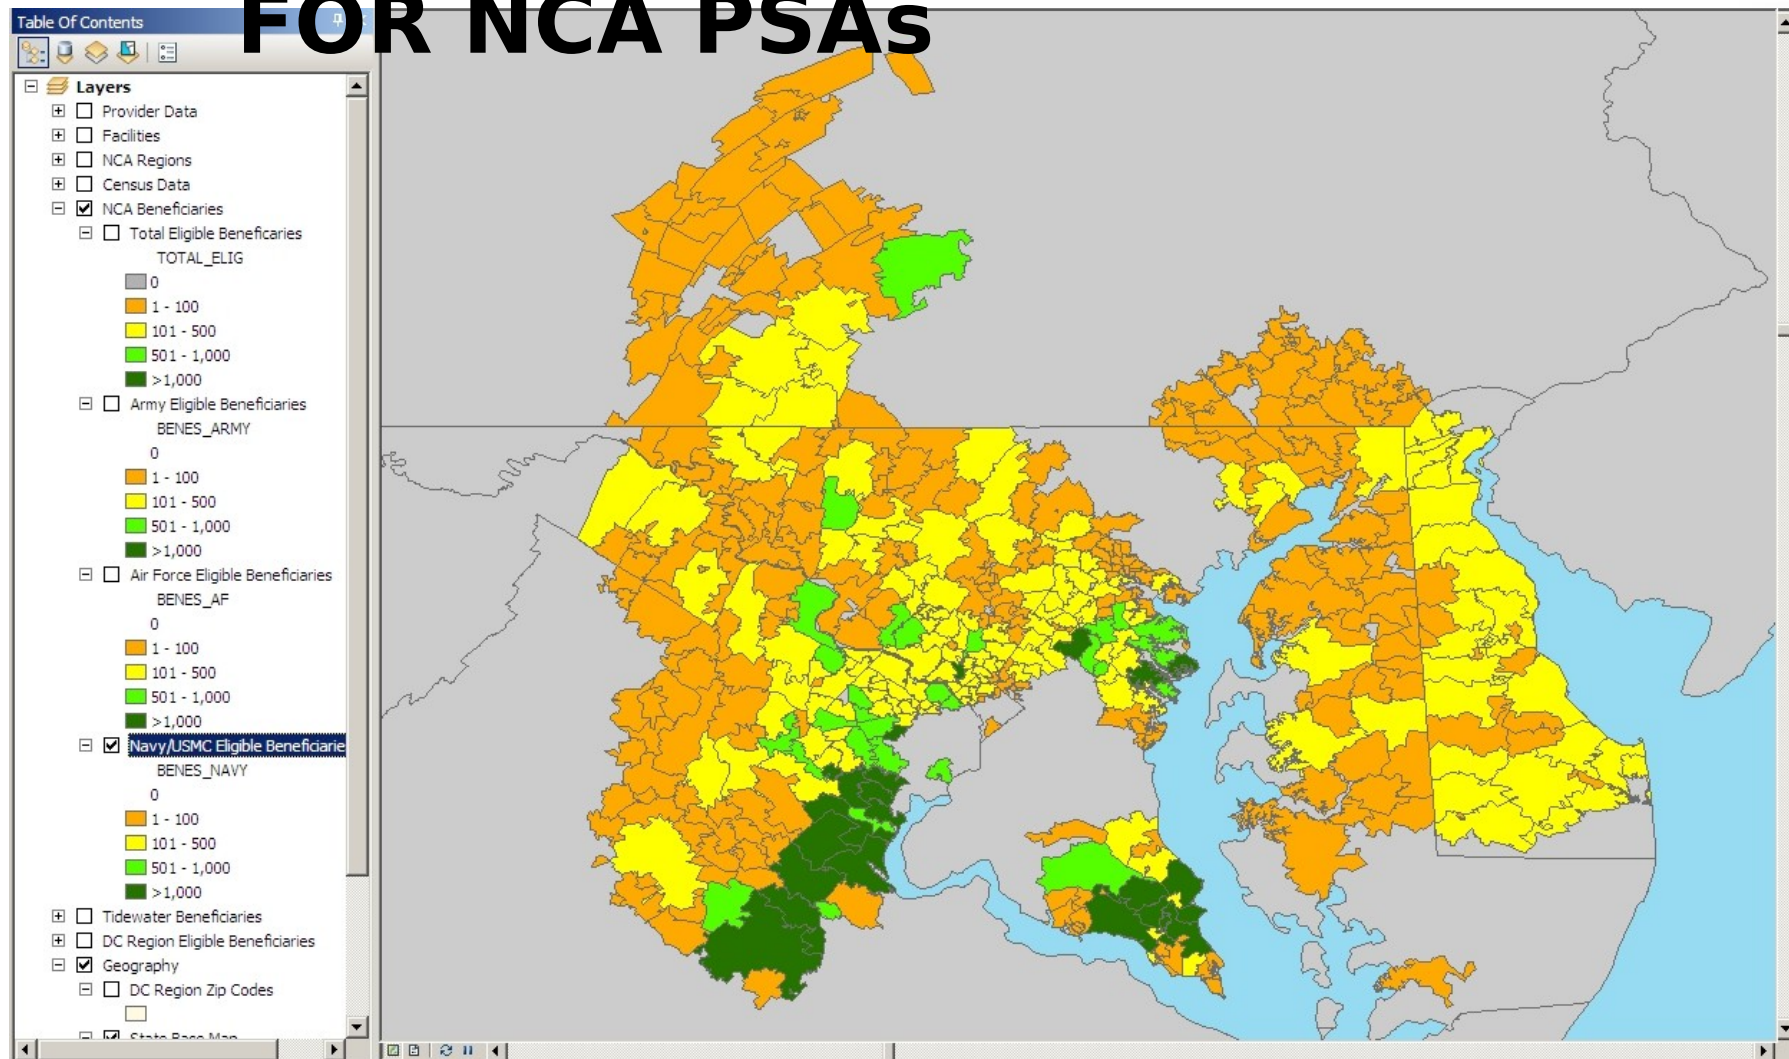 FOR NCA PSAs
Table Of Contents
Layers
Provider Data
Facilities
NCA Regions
Census Data
NCA Beneficiaries
Total Eligible Beneficaries
TOTAL_ELIG
0
1 - 100
101 - 500
501 - 1,000
>1,000
Army Eligible Beneficiaries
BENES_ARMY
0
1 - 100
101 - 500
501 - 1,000
>1,000
Air Force Eligible Beneficiaries
BENES_AF
0
1 - 100
101 - 500
501 - 1,000
>1,000
Navy/USMC Eligible Beneficiarie
BENES_NAVY
0
1 - 100
101 - 500
501 - 1,000
>1,000
Tidewater Beneficiaries
DC Region Eligible Beneficiaries
Geography
DC Region Zip Codes
State Base Map